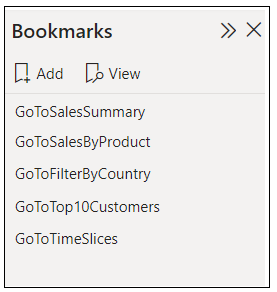 Bookmarks
Add View
GoToSalesSummary
GoToSalesByProduct
GoToFilterByCountry
GoToTop10Customers
GoToTimeSlices